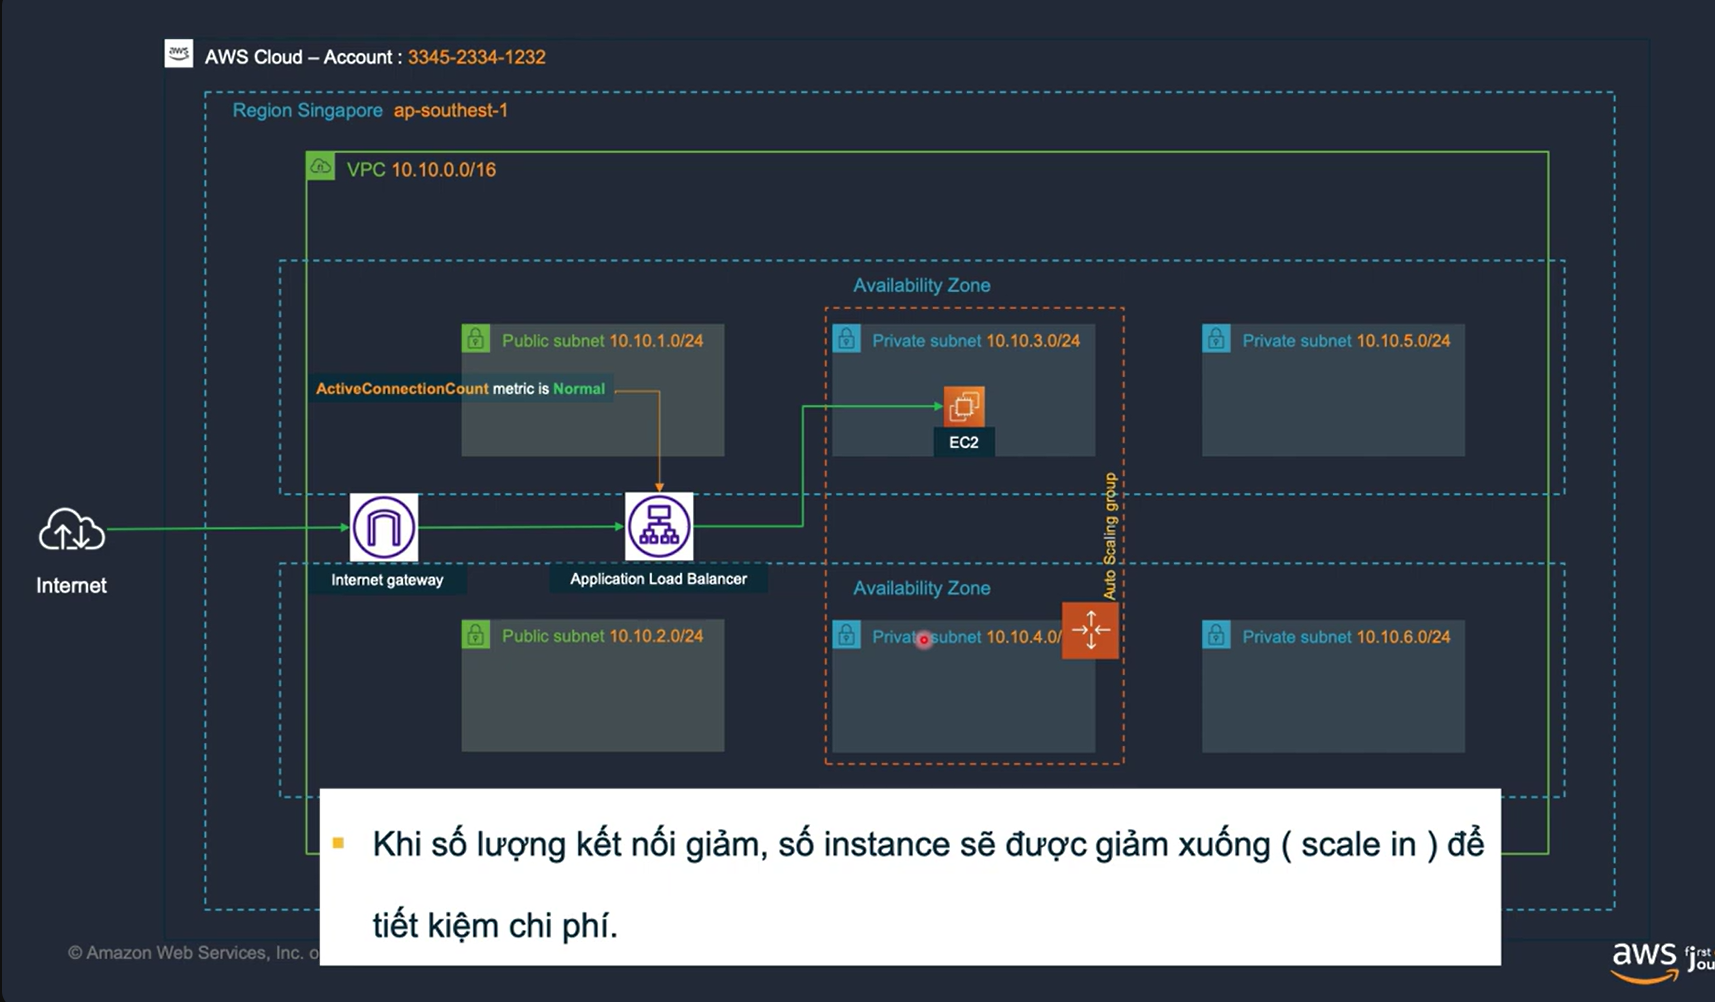 aws
AWS Cloud – Account : 3345-2334-1232
Region Singapore ap-southest-1
VPC 10.10.0.0/16
Availability Zone
Public subnet 10.10.1.0/24
Private subnet 10.10.3.0/24
Private subnet 10.10.5.0/24
ActiveConnectionCount metric is Normal
EC2
Auto Scaling group
Internet
Internet gateway
Application Load Balancer
Availability Zone
Public subnet 10.10.2.0/24
Private subnet 10.10.4.0/
Private subnet 10.10.6.0/24
Khi số lượng kết nối giảm, số instance sẽ được giảm xuống ( scale in ) để
tiết kiệm chi phí.
© Amazon Web Services, Inc. o
aws